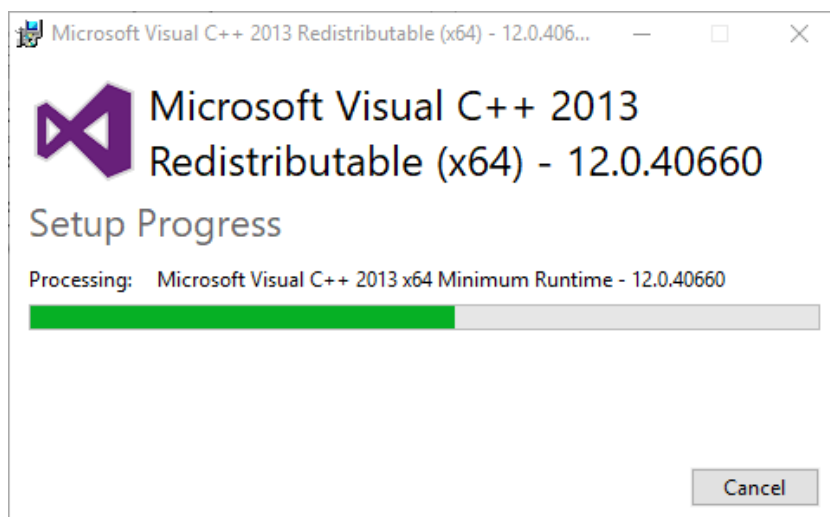 Microsoft Visual C++ 2013 Redistributable (x64) - 12.0.406...
Microsoft Visual C++ 2013
Redistributable (x64) - 12.0.40660
Setup Progress
Processing: Microsoft Visual C++ 2013 x64 Minimum Runtime - 12.0.40660
Cancel